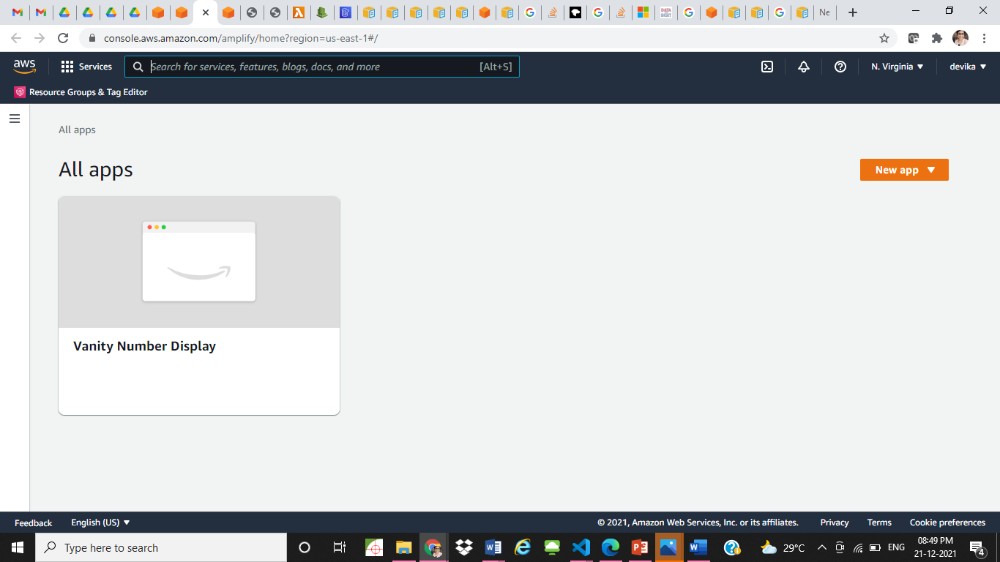 Ne
console.aws.amazon.com/amplify/home?region=us-east-1#/
aws
Services
Search for services, features, blogs, docs, and more
[Alt+S]
N. Virginia
devika
Resource Groups & Tag Editor
All apps
All apps
New app
Vanity Number Display
Feedback
English (US)
© 2021, Amazon Web Services, Inc. or its affiliates.
Privacy
Terms
Cookie preferences
Type here to search
29°C
ENG
08:49 PM
21-12-2021
4